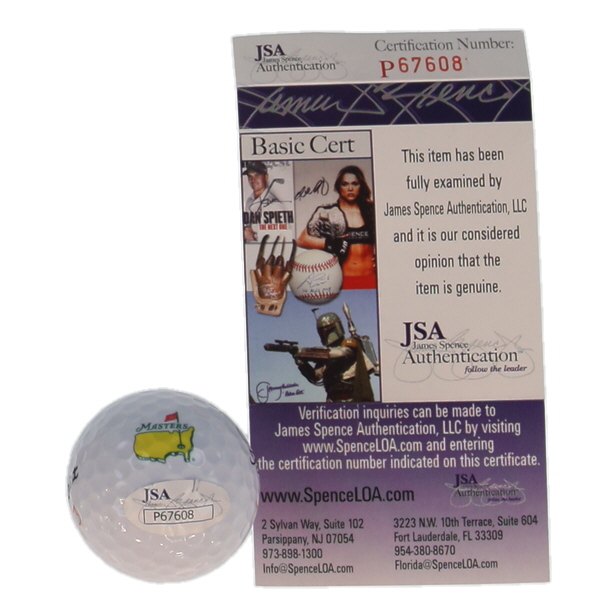 JSA
James Spence
Authentication
Certification Number:
P67608
James Spence
Basic Cert
DAN SPIETH
THE NEXT ONE
This item has been
fully examined by
James Spence Authentication, LLC
and it is our considered
opinion that the
item is genuine.
JSA
James Spence
Authentication
follow the leader
Verification inquiries can be made to
James Spence Authentication, LLC by visiting
www.SpenceLOA.com and entering
the certification number indicated on this certificate.
www.SpenceLOA.com
JSA
Authentication
2 Sylvan Way, Suite 102
Parsippany, NJ 07054
973-898-1300
Info@SpenceLOA.com
3223 N.W. 10th Terrace, Suite 604
Fort Lauderdale, FL 33309
954-380-8670
Florida@SpenceLOA.com
MASTERS
JSA
P67608